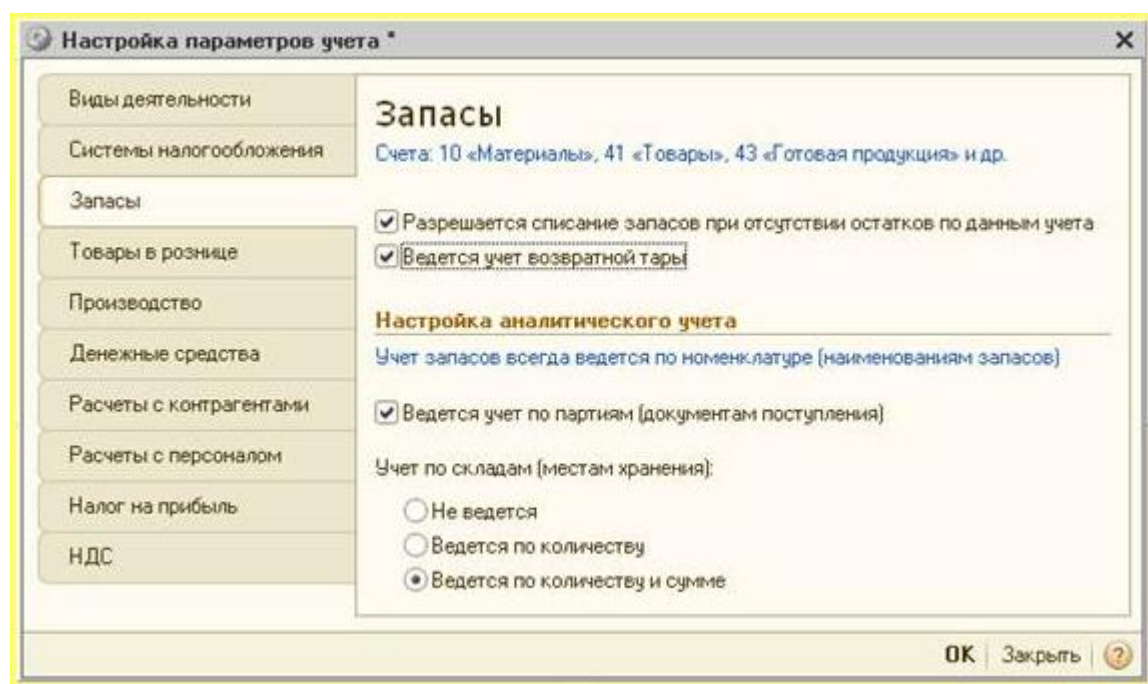 Настройка параметров учета *
Виды деятельности
Системы налогообложения
Запасы
Товары в рознице
Производство
Денежные средства
Расчеты с контрагентами
Расчеты с персоналом
Налог на прибыль
НДС
Запасы
Счета: 10 «Материалы», 41 «Товары», 43 «Готовая продукция» и др.
Разрешается списание запасов при отсутствии остатков по данным учета
Ведется учет возвратной тары
Настройка аналитического учета
Учет запасов всегда ведется по номенклатуре (наименованиям запасов)
Ведется учет по партиям (документам поступления)
Учет по складам (местам хранения):
Не ведется
Ведется по количеству
Ведется по количеству и сумме
OK Закрыть ?